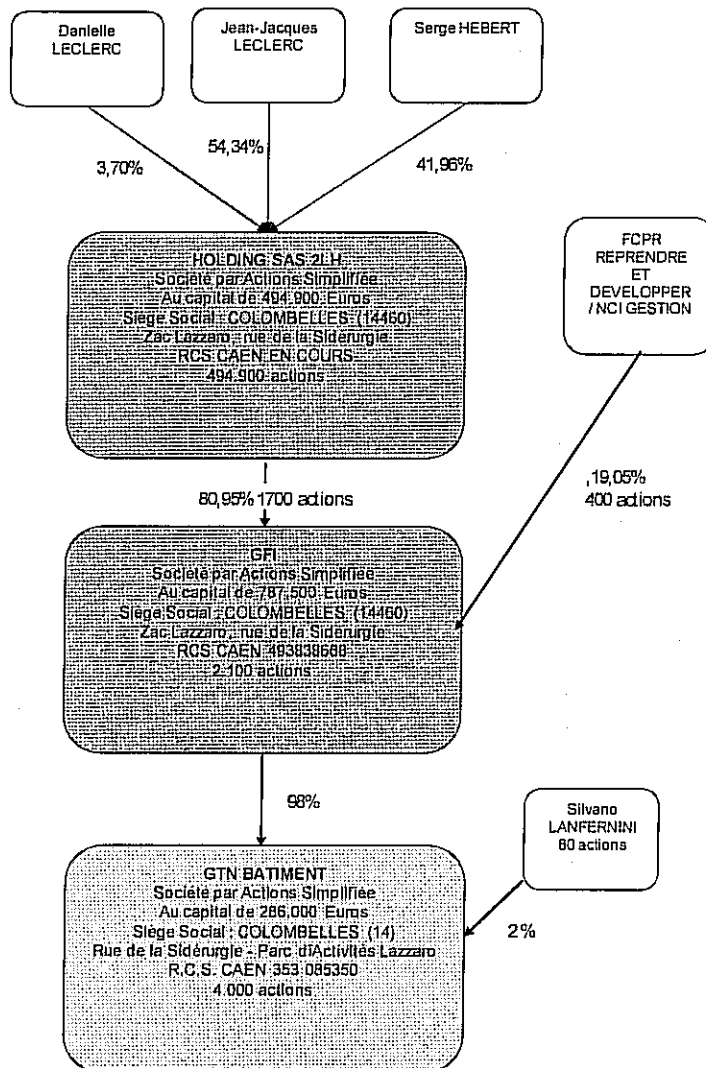 Danielle
LECLERC
Jean-Jacques
LECLERC
Serge HEBERT
3,70%
54,34%
41,96%
HOLDING SAS 2LH
Société par Actions Simplifiée
Au capital de 494.900 Euros
Siège Social : COLOMBELLES (14460)
Zac Lazzaro, rue de la Sidérurgie
RCS CAEN EN COURS
494.900 actions
FCPR
REPRENDRE
ET
DEVELOPPER
/ NCI GESTION
80,95% 1700 actions
,19,05%
400 actions
GFI
Société par Actions Simplifiée
Au capital de 787.500 Euros
Siège Social : COLOMBELLES (14460)
Zac Lazzaro, rue de la Sidérurgie
RCS CAEN
2.100 actions
98%
Silvano
LANFERNINI
80 actions
2%
GTN BATIMENT
Société par Actions Simplifiée
Au capital de 286.000 Euros
Siège Social : COLOMBELLES (14)
Rue de la Sidérurgie - Parc d'Activités Lazzaro
R.C.S. CAEN 353 085350
4.000 actions